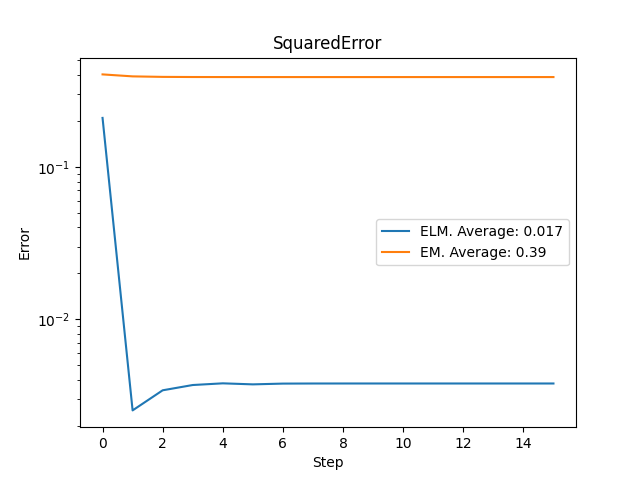 SquaredError
Error
10⁻¹
10⁻²
ELM. Average: 0.017
EM. Average: 0.39
0 2 4 6 8 10 12 14
Step